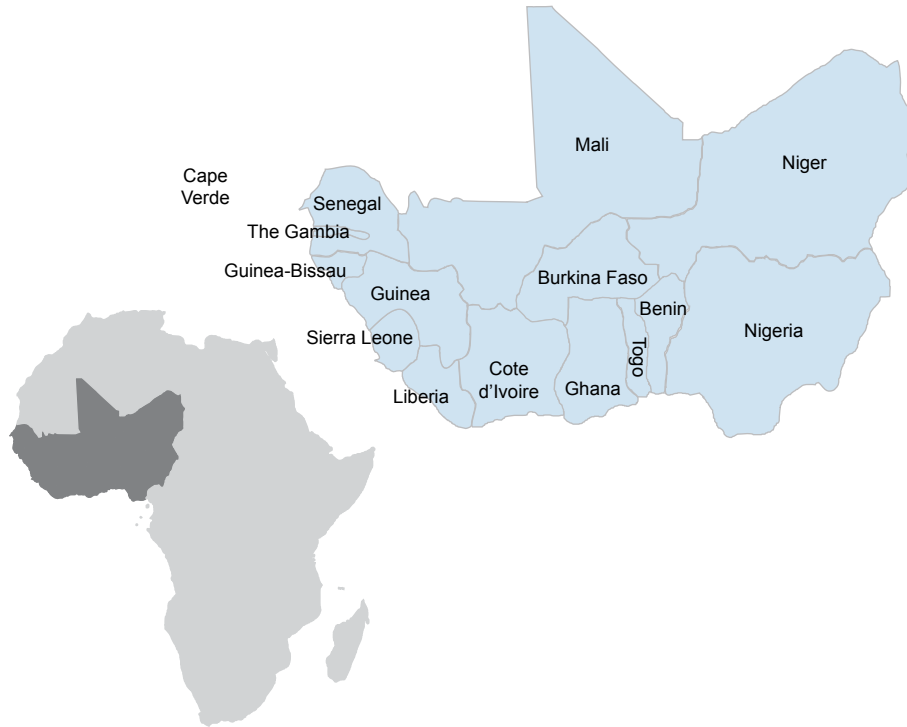 Mali
Niger
Cape
Verde
Senegal
The Gambia
Guinea-Bissau
Burkina Faso
Guinea
Benin
Nigeria
Sierra Leone
Togo
Cote
d'Ivoire
Ghana
Liberia